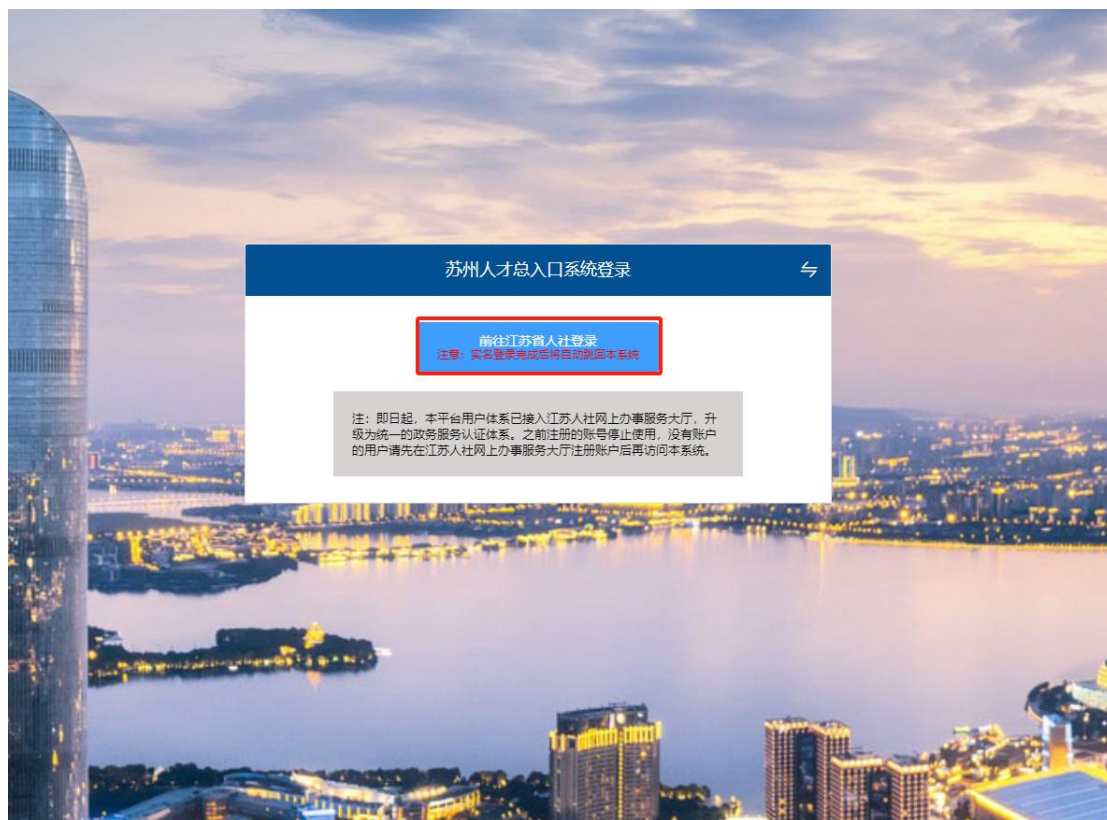 苏州人才总入口系统登录
前往江苏省人社登录
注意：实名登录完成后将自动跳回本系统
注：即日起，本平台用户体系已接入江苏人社网上办事服务大厅，升
级为统一的政务服务认证体系。之前注册的账号停止使用，没有账户
的用户请先在江苏人社网上办事服务大厅注册账户后再访问本系统。